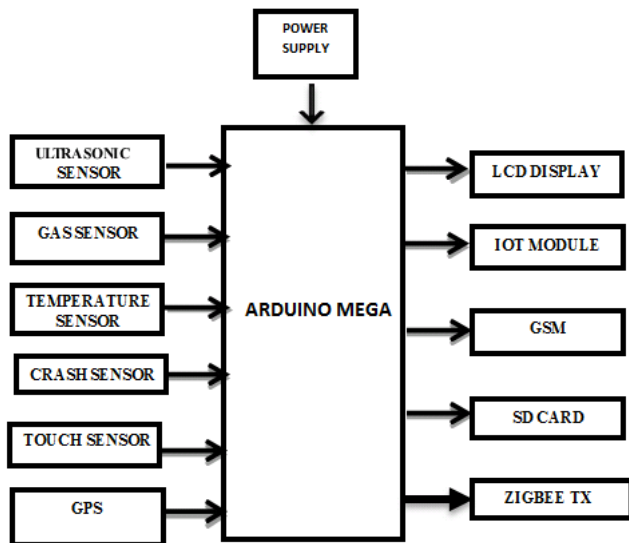 POWER
SUPPLY
ULTRASONIC
SENSOR
GAS SENSOR
TEMPERATURE
SENSOR
CRASH SENSOR
TOUCH SENSOR
GPS
ARDUINO MEGA
LCD DISPLAY
IOT MODULE
GSM
SD CARD
ZIGBEE TX